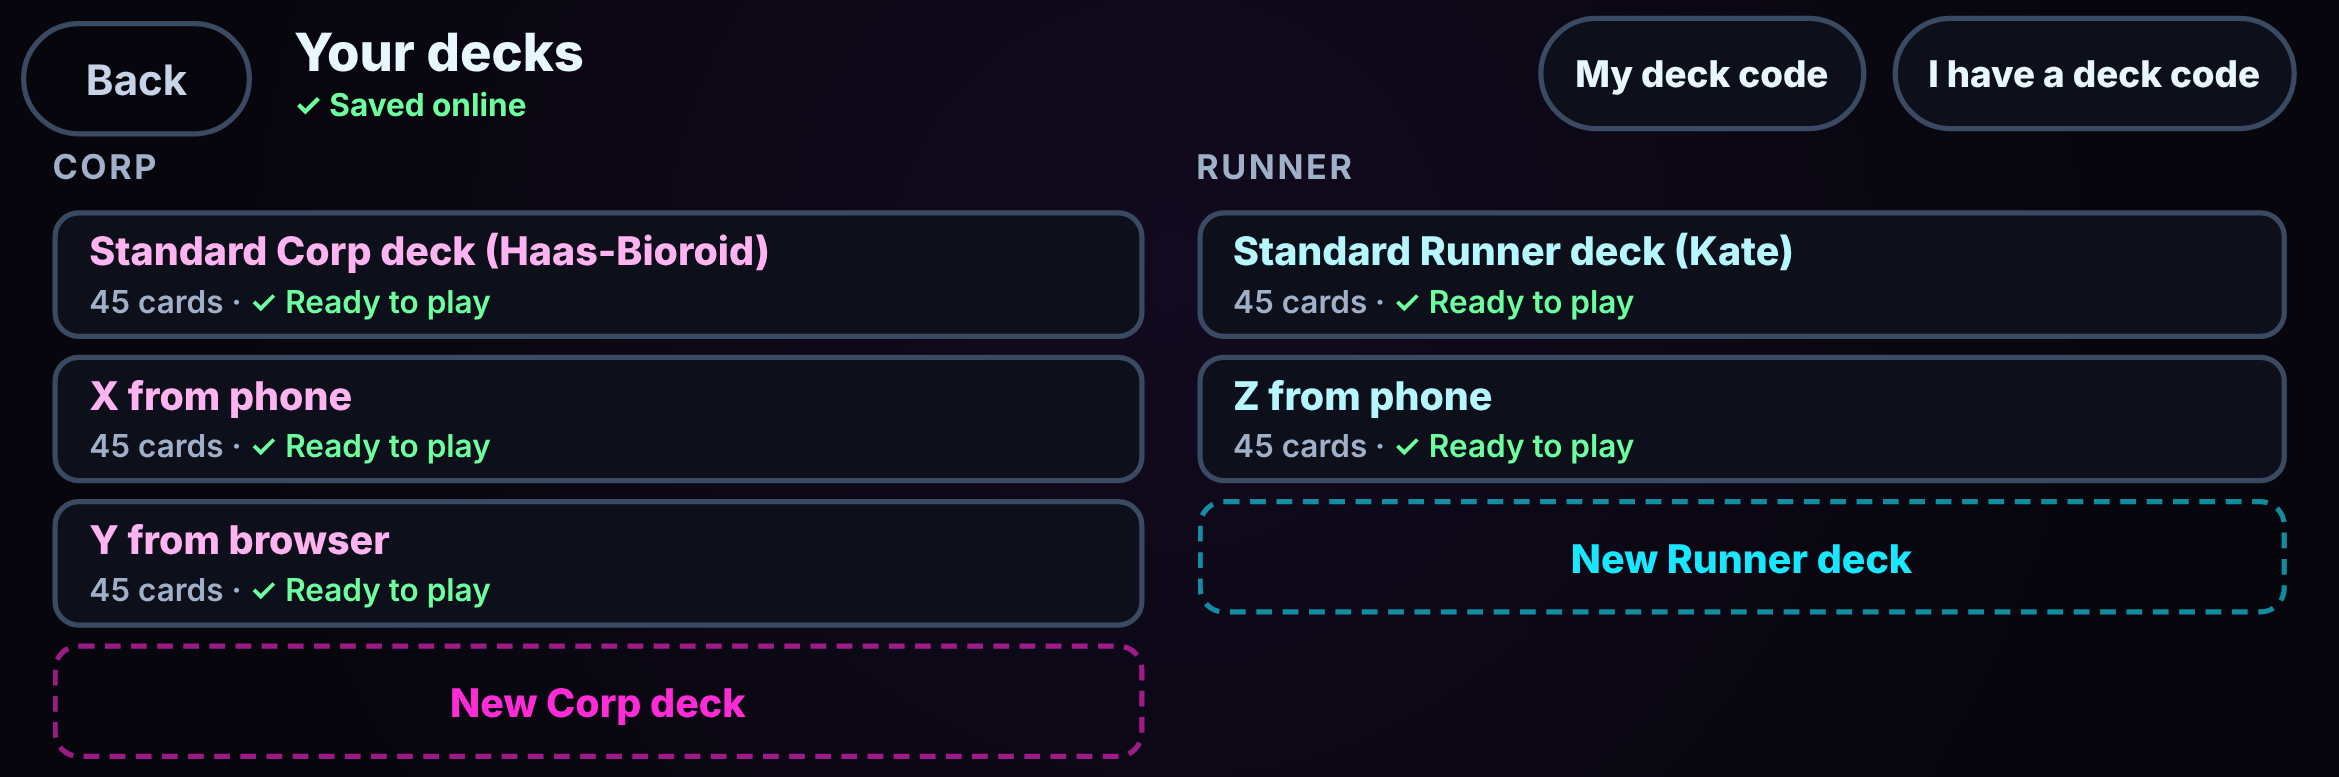 Back
Your decks
✓ Saved online
My deck code
I have a deck code
CORP
Standard Corp deck (Haas-Bioroid)
45 cards · ✓ Ready to play
X from phone
45 cards · ✓ Ready to play
Y from browser
45 cards · ✓ Ready to play
New Corp deck
RUNNER
Standard Runner deck (Kate)
45 cards · ✓ Ready to play
Z from phone
45 cards · ✓ Ready to play
New Runner deck